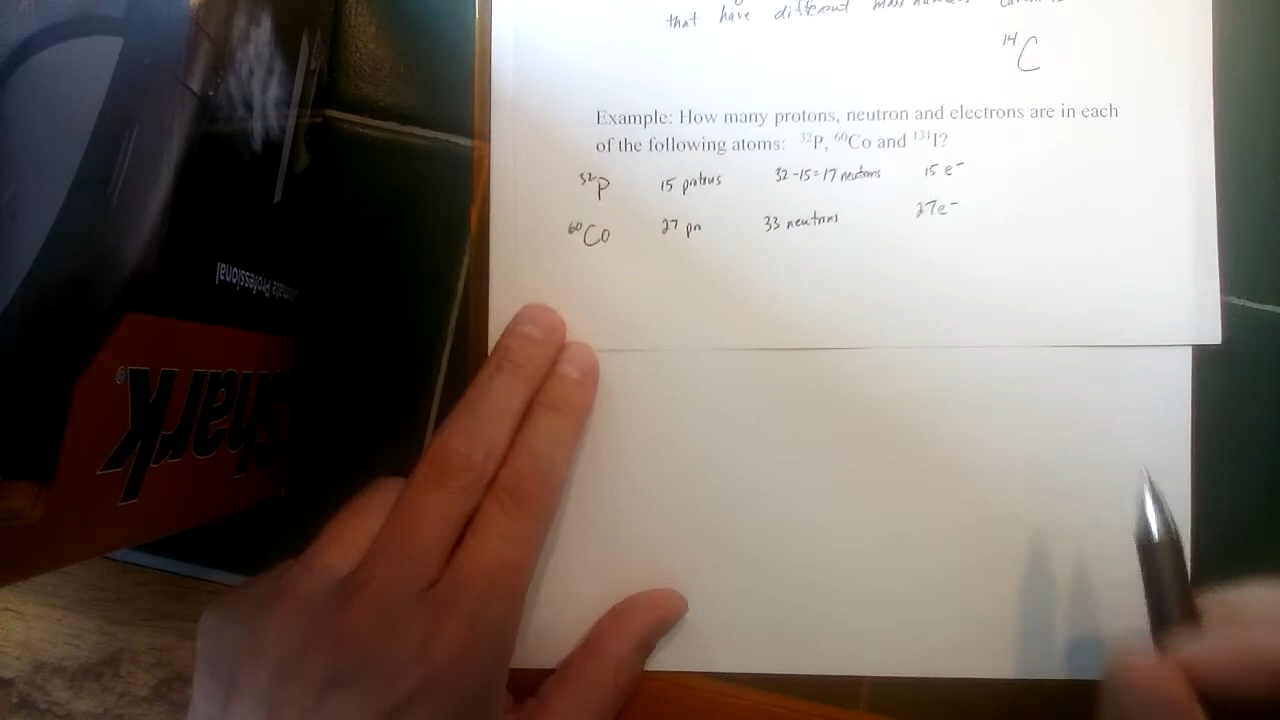 that have different mass
14C
Example: How many protons, neutron and electrons are in each
of the following atoms: 32P, 60Co and 131I?
32P 15 protons 32-15=17 neutrons 15 e-
60Co 27 pn 33 neutrons 27e-
Professional
Shark